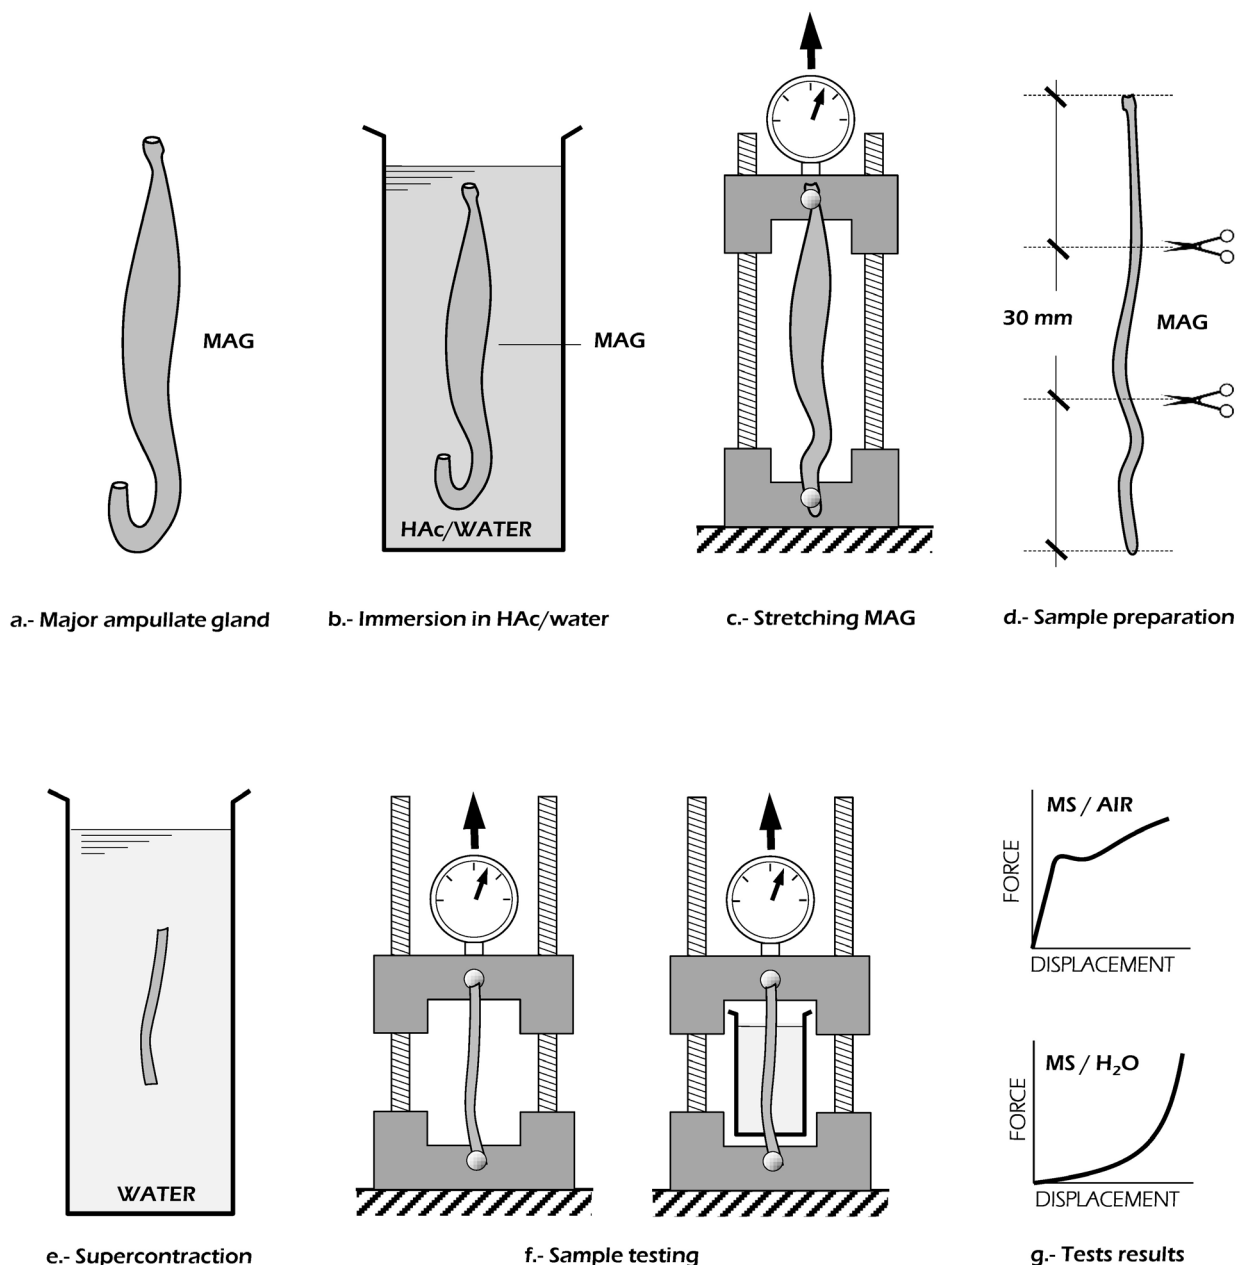 MAG
MAG
HAc/WATER
30 mm
MAG
a.- Major ampullate gland
b.- Immersion in HAc/water
c.- Stretching MAG
d.- Sample preparation
WATER
MS / AIR
FORCE
DISPLACEMENT
MS / H₂O
FORCE
DISPLACEMENT
e.- Supercontraction
f.- Sample testing
g.- Tests results